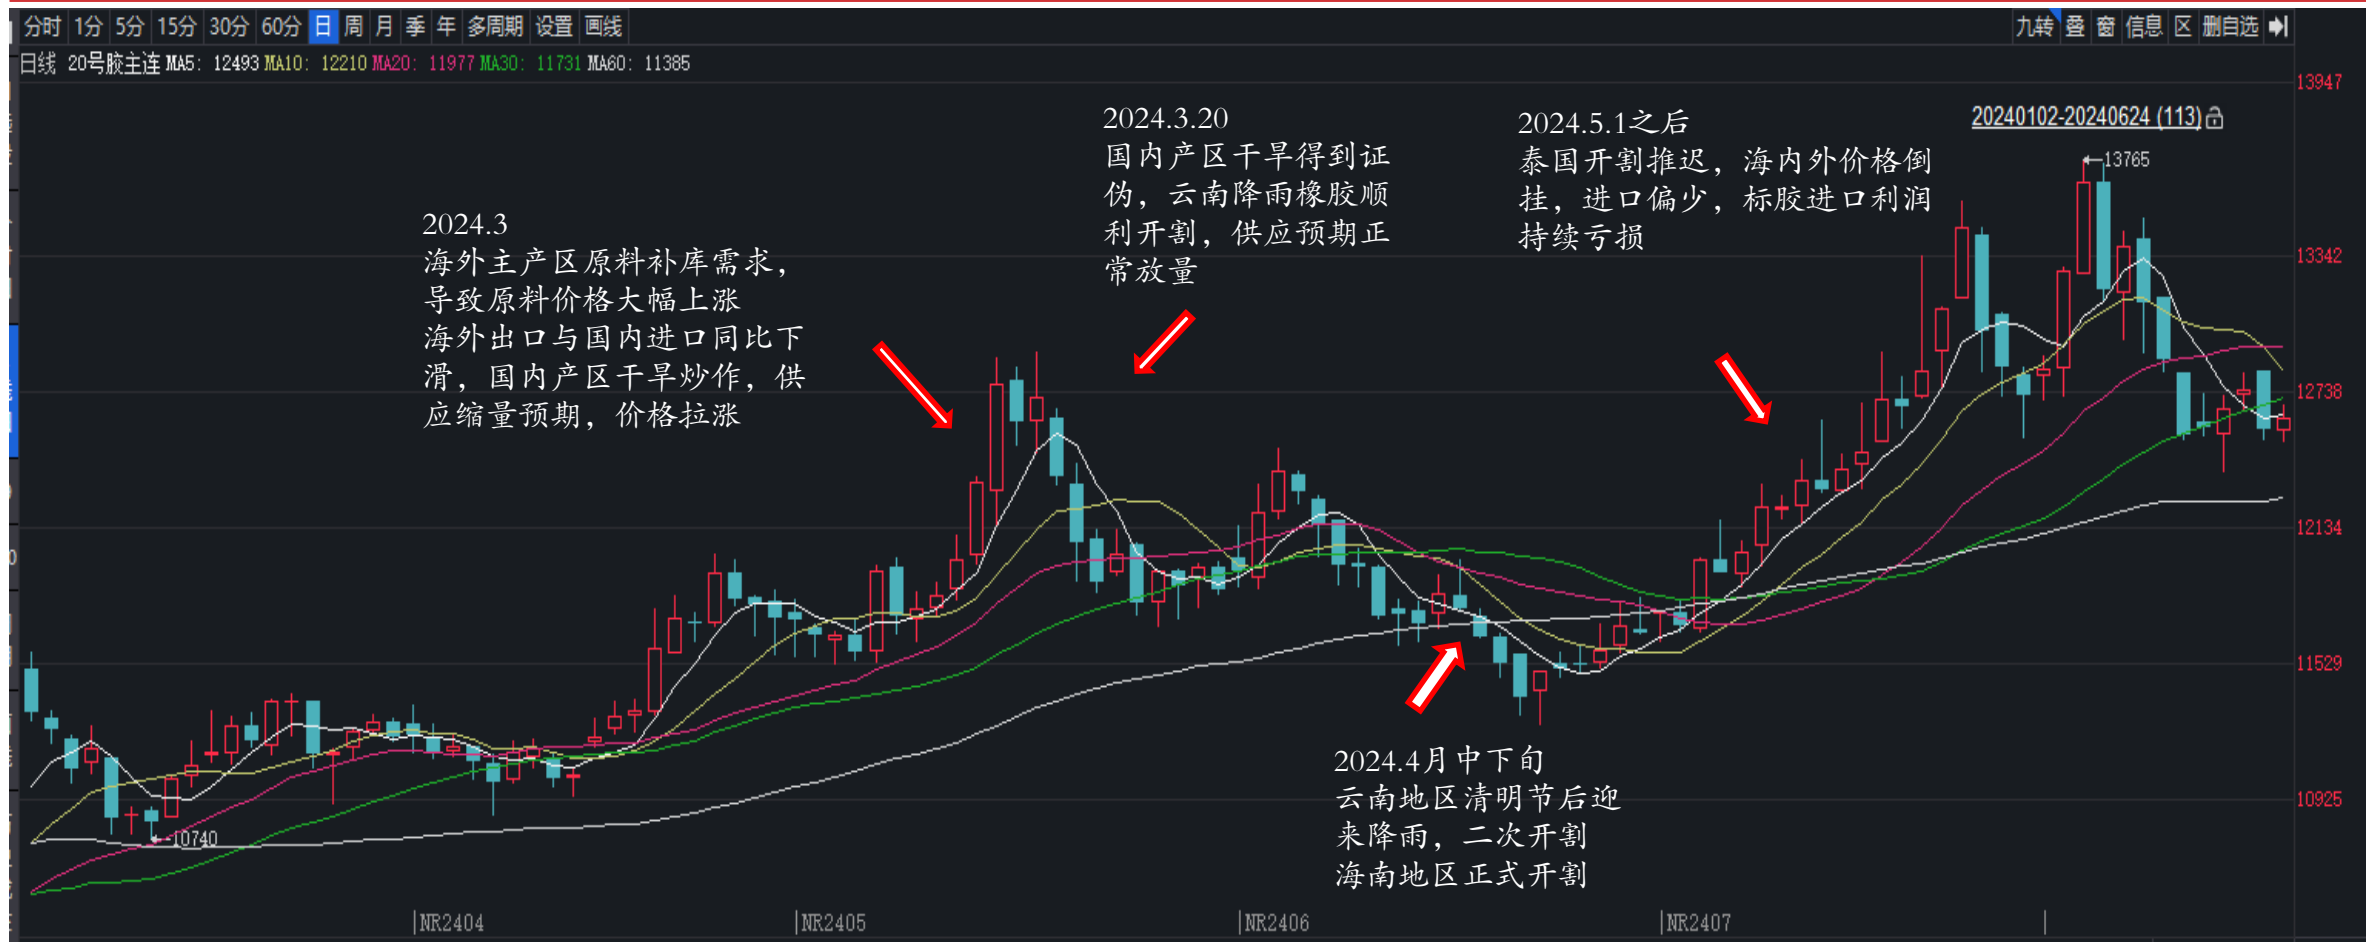 分时 1分 5分 15分 30分 60分 日 周 月 季 年 多周期 设置 画线 九转 叠 窗 信息 区 删自选
日线 20号胶主连 MA5: 12493 MA10: 12210 MA20: 11977 MA30: 11731 MA60: 11385
13947
20240102-20240624 (113)
13765
2024.3.20
国内产区干旱得到证
伪，云南降雨橡胶顺
利开割，供应预期正
常放量
2024.5.1之后
泰国开割推迟，海内外价格倒
挂，进口偏少，标胶进口利润
持续亏损
2024.3
海外主产区原料补库需求，
导致原料价格大幅上涨
海外出口与国内进口同比下
滑，国内产区干旱炒作，供
应缩量预期，价格拉涨
13342
12738
12134
11529
10925
10740
2024.4月中下旬
云南地区清明节后迎
来降雨，二次开割
海南地区正式开割
NR2404 NR2405 NR2406 NR2407